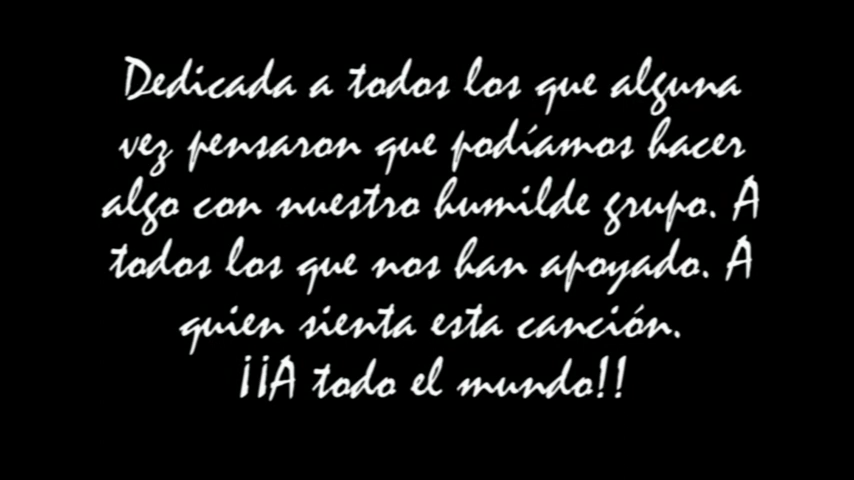 Dedicada a todos los que alguna
vez pensaron que podíamos hacer
algo con nuestro humilde grupo. A
todos los que nos han apoyado. A
quien sienta esta canción.
¡¡A todo el mundo!!